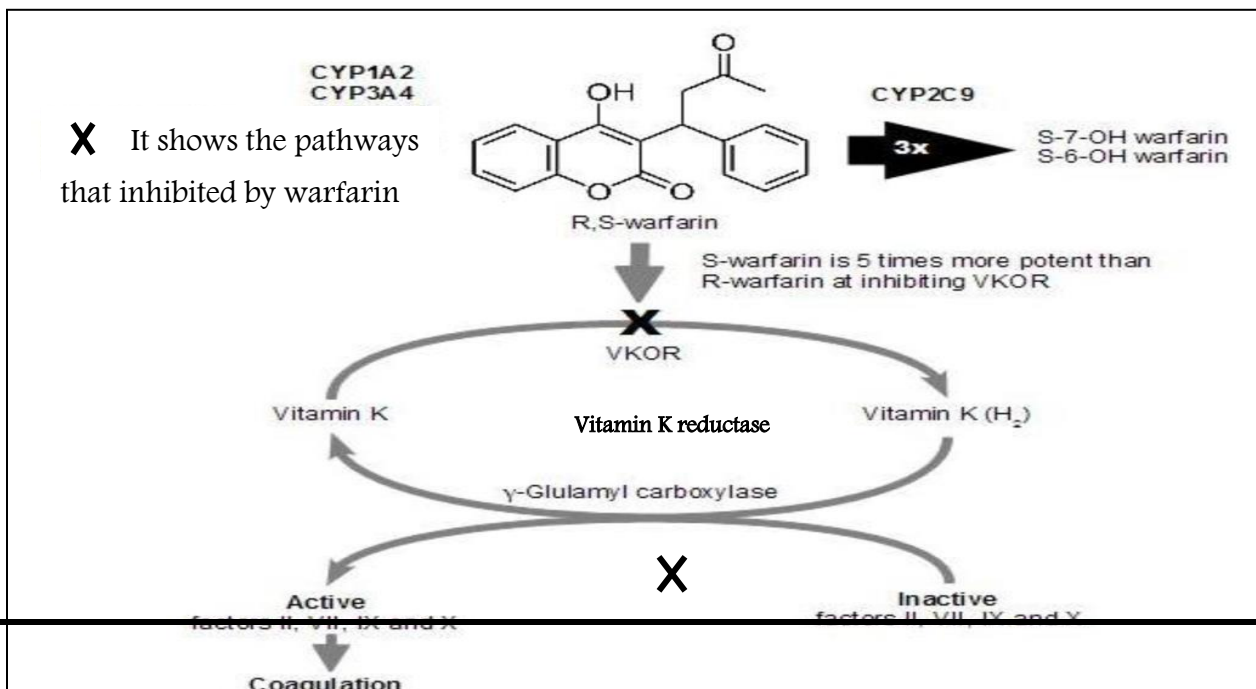 CYP1A2
CYP3A4
X It shows the pathways
that inhibited by warfarin
O
OH
O
O
R,S-warfarin
CYP2C9
3x
S-7-OH warfarin
S-6-OH warfarin
S-warfarin is 5 times more potent than
R-warfarin at inhibiting VKOR
X
VKOR
Vitamin K
Vitamin K reductase
Vitamin K (H₂)
γ-Glulamyl carboxylase
X
Active
factors II, VII, IX and X
Inactive
factors II, VII, IX and X
Coagulation